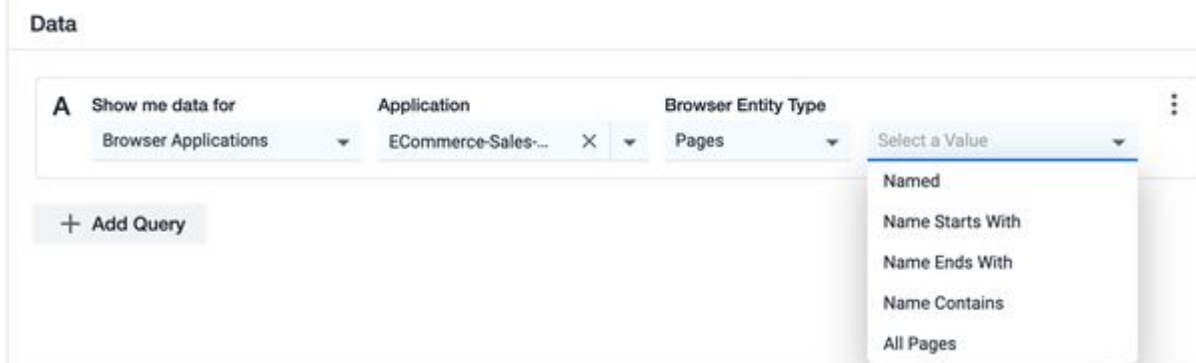 Data
A Show me data for Application Browser Entity Type
Browser Applications ECommerce-Sales-... Pages Select a Value
Named
+ Add Query Name Starts With
Name Ends With
Name Contains
All Pages